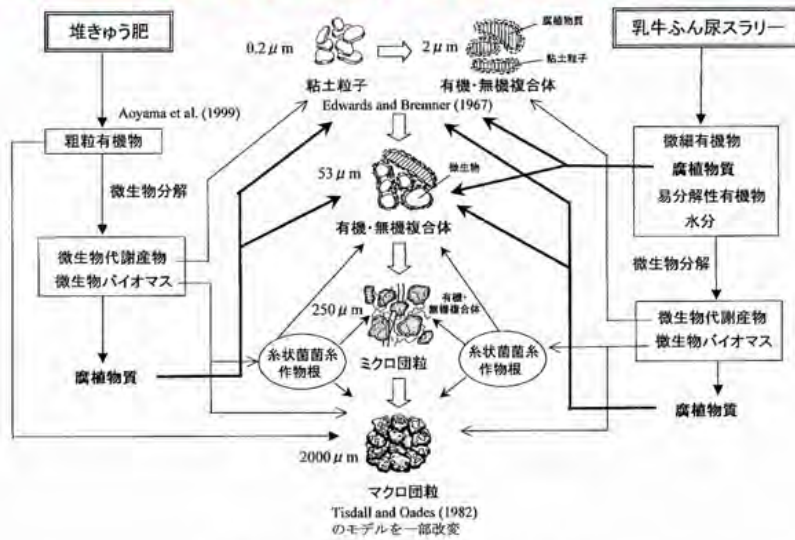 堆きゅう肥
Aoyama et al. (1999)
粗粒有機物
微生物分解
微生物代謝産物
微生物バイオマス
腐植物質
0.2μm
粘土粒子
2μm
腐植物質
粘土粒子
有機・無機複合体
Edwards and Bremner (1967)
53μm
微生物
有機・無機複合体
250μm
有機・
無機複合体
糸状菌菌糸
作物根
ミクロ団粒
糸状菌菌糸
作物根
2000μm
マクロ団粒
Tisdall and Oades (1982)
のモデルを一部改変
乳牛ふん尿スラリー
微細有機物
腐植物質
易分解性有機物
水分
微生物分解
微生物代謝産物
微生物バイオマス
腐植物質